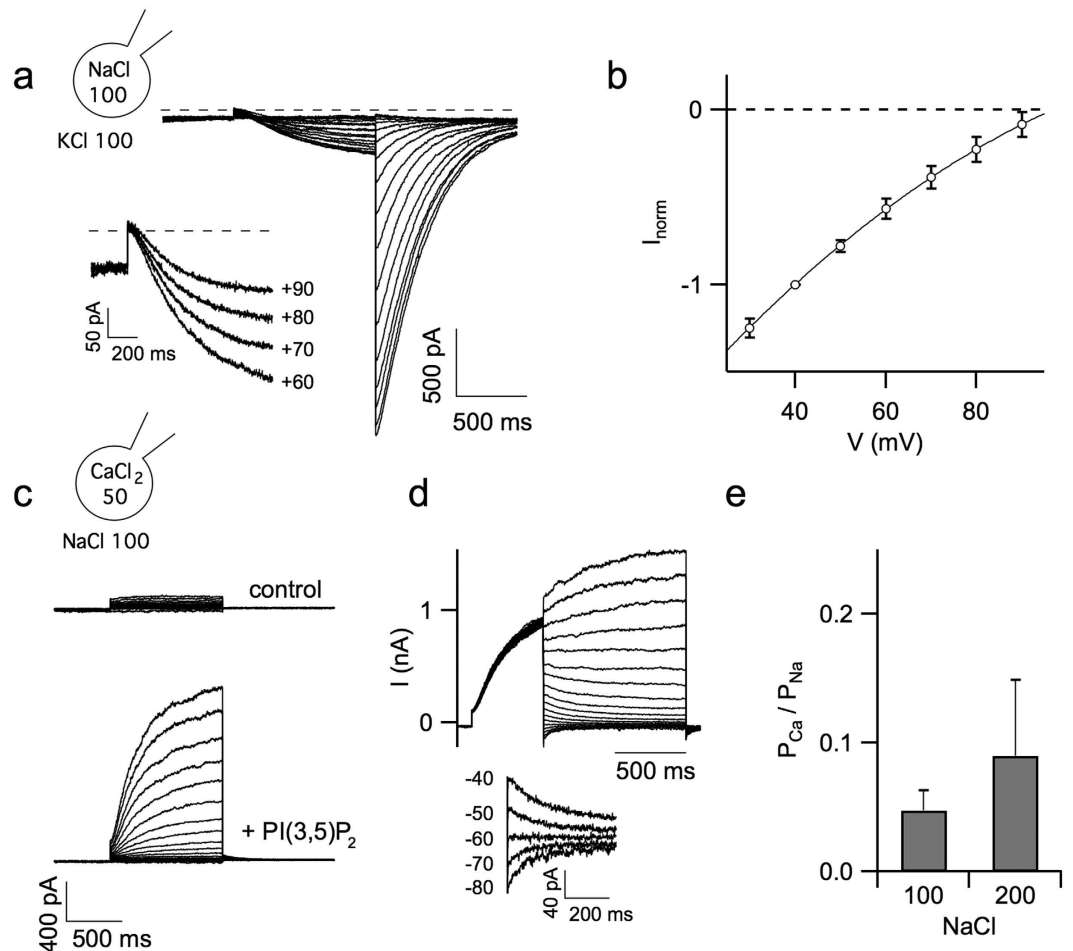 a
NaCl
100
KCl 100
+90
+80
+70
+60
50 pA
200 ms
500 pA
500 ms
b
0
-1
I_norm
40 60 80
V (mV)
c
CaCl₂
50
NaCl 100
control
+ PI(3,5)P₂
400 pA
500 ms
d
1
0
I (nA)
500 ms
-40
-50
-60
-70
-80
40 pA
200 ms
e
0.2
0.1
0.0
P_Ca / P_Na
100 200
NaCl